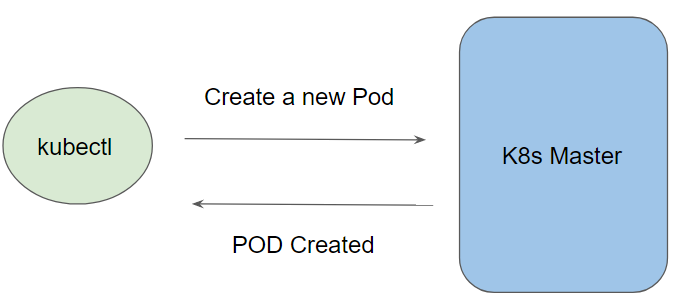 Create a new Pod
kubectl
K8s Master
POD Created